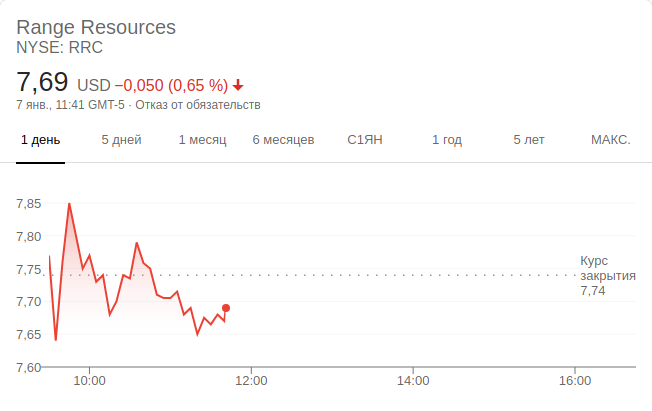 Range Resources
NYSE: RRC
7,69 USD −0,050 (0,65 %)
7 янв., 11:41 GMT-5 · Отказ от обязательств
1 день 5 дней 1 месяц 6 месяцев С1ЯН 1 год 5 лет МАКС.
7,85
7,80
7,75
7,70
7,65
7,60
Курс
закрытия
7,74
10:00 12:00 14:00 16:00